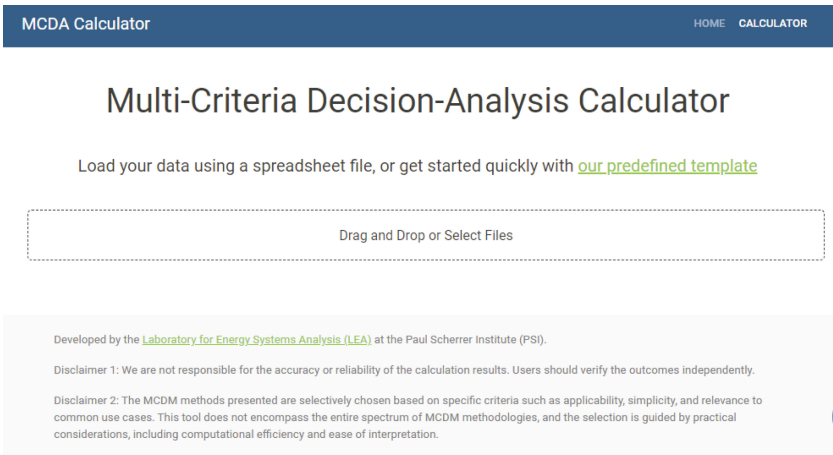 MCDA Calculator
HOME CALCULATOR
Multi-Criteria Decision-Analysis Calculator
Load your data using a spreadsheet file, or get started quickly with our predefined template
Drag and Drop or Select Files
Developed by the Laboratory for Energy Systems Analysis (LEA) at the Paul Scherrer Institute (PSI).
Disclaimer 1: We are not responsible for the accuracy or reliability of the calculation results. Users should verify the outcomes independently.
Disclaimer 2: The MCDM methods presented are selectively chosen based on specific criteria such as applicability, simplicity, and relevance to
common use cases. This tool does not encompass the entire spectrum of MCDM methodologies, and the selection is guided by practical
considerations, including computational efficiency and ease of interpretation.